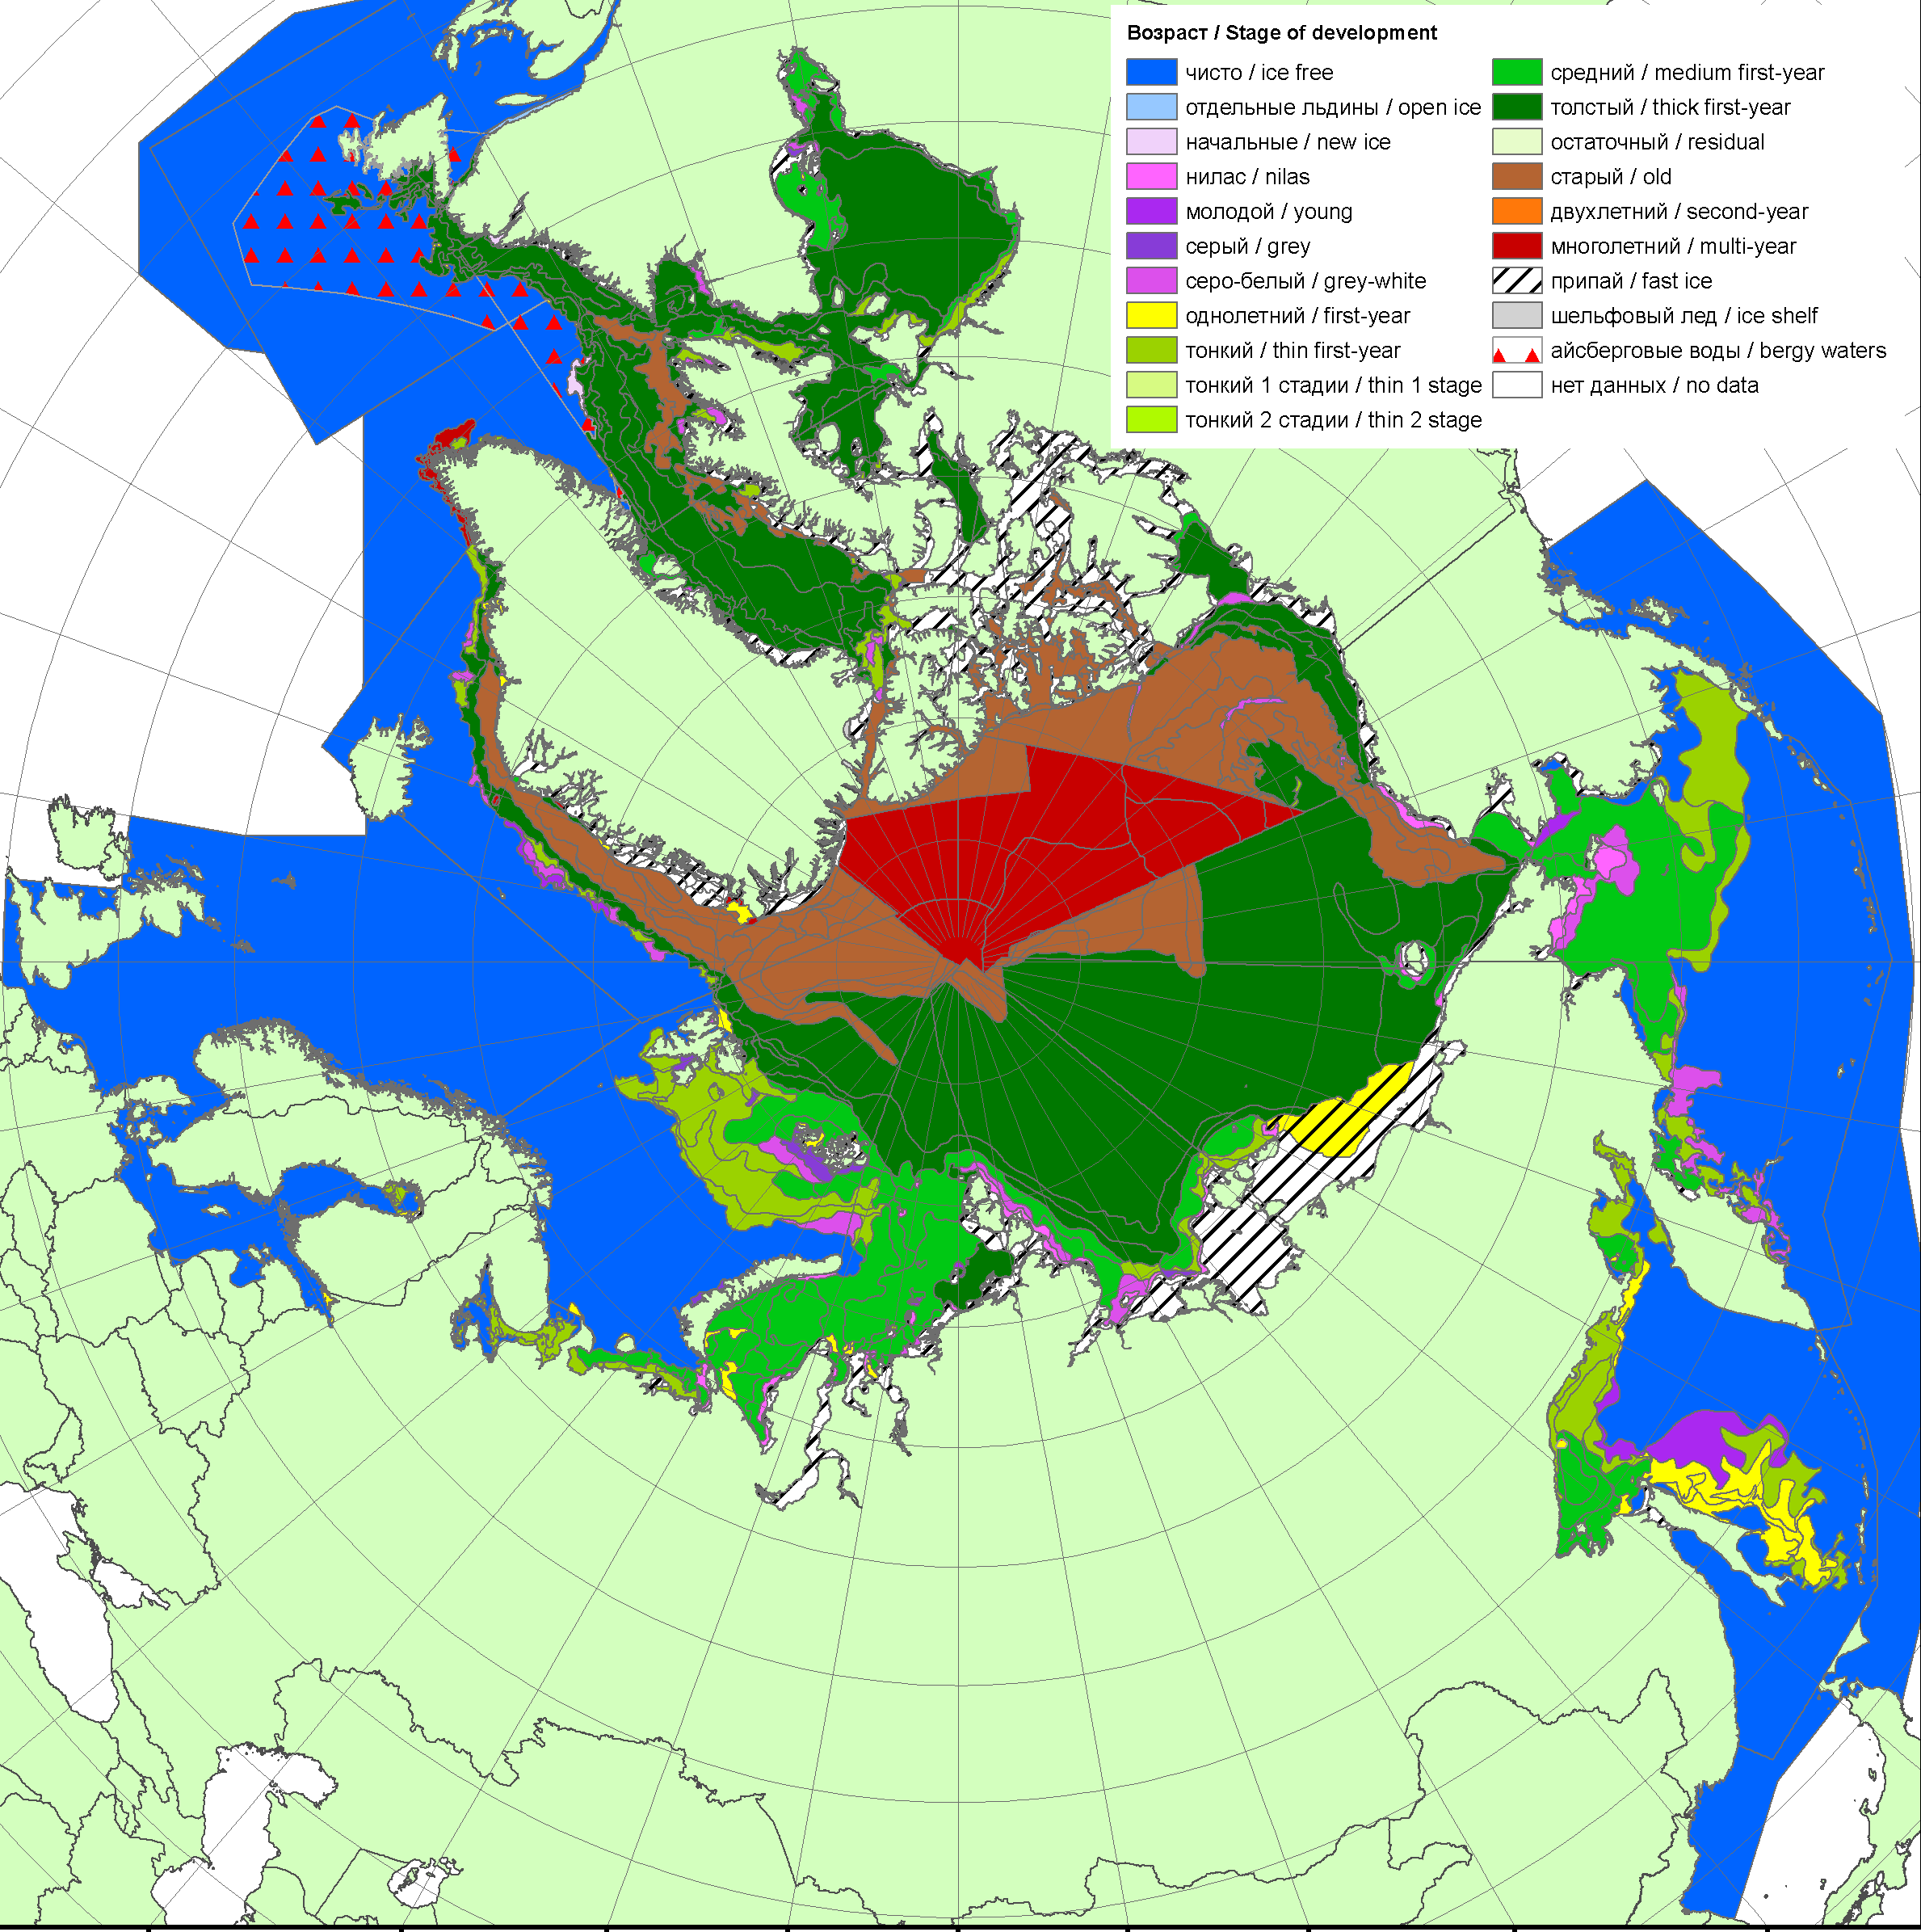 Возраст / Stage of development
чисто / ice free
отдельные льдины / open ice
начальные / new ice
нилас / nilas
молодой / young
серый / grey
серо-белый / grey-white
однолетний / first-year
тонкий / thin first-year
тонкий 1 стадии / thin 1 stage
тонкий 2 стадии / thin 2 stage
средний / medium first-year
толстый / thick first-year
остаточный / residual
старый / old
двухлетний / second-year
многолетний / multi-year
припай / fast ice
шельфовый лед / ice shelf
айсберговые воды / bergy waters
нет данных / no data